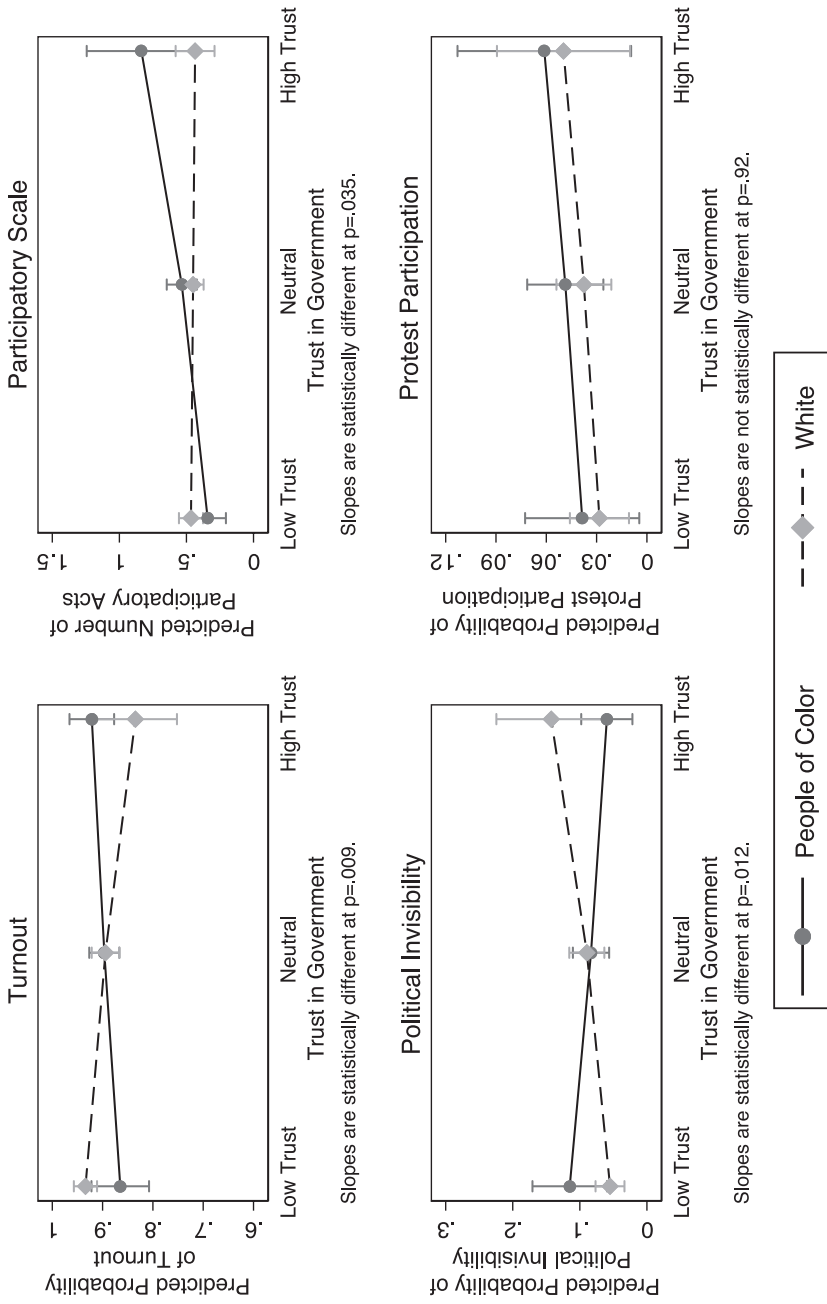 Turnout
Predicted Probability
of Turnout
1
.9
.8
.7
.6
Low Trust
Neutral
High Trust
Trust in Government
Slopes are statistically different at p=.009.
Participatory Scale
Predicted Number of
Participatory Acts
1.5
1
.5
0
Low Trust
Neutral
High Trust
Trust in Government
Slopes are statistically different at p=.035.
Political Invisibility
Predicted Probability of
Political Invisibility
.3
.2
.1
0
Low Trust
Neutral
High Trust
Trust in Government
Slopes are statistically different at p=.012.
Protest Participation
Predicted Probability of
Protest Participation
.12
.09
.06
.03
0
Low Trust
Neutral
High Trust
Trust in Government
Slopes are not statistically different at p=.92.
People of Color
White